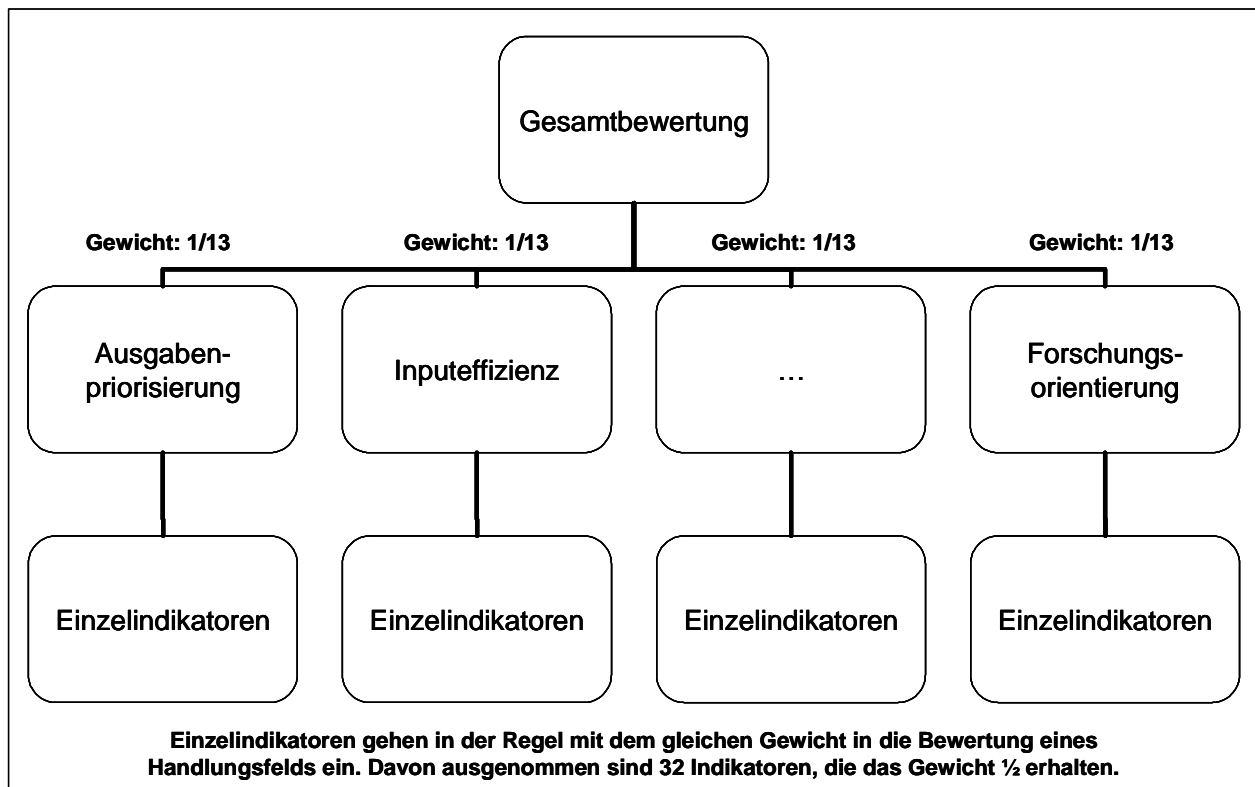 Gesamtbewertung
Gewicht: 1/13
Gewicht: 1/13
Gewicht: 1/13
Gewicht: 1/13
Ausgaben-
priorisierung
Inputeffizienz
...
Forschungs-
orientierung
Einzelindikatoren
Einzelindikatoren
Einzelindikatoren
Einzelindikatoren
Einzelindikatoren gehen in der Regel mit dem gleichen Gewicht in die Bewertung eines
Handlungsfelds ein. Davon ausgenommen sind 32 Indikatoren, die das Gewicht ½ erhalten.